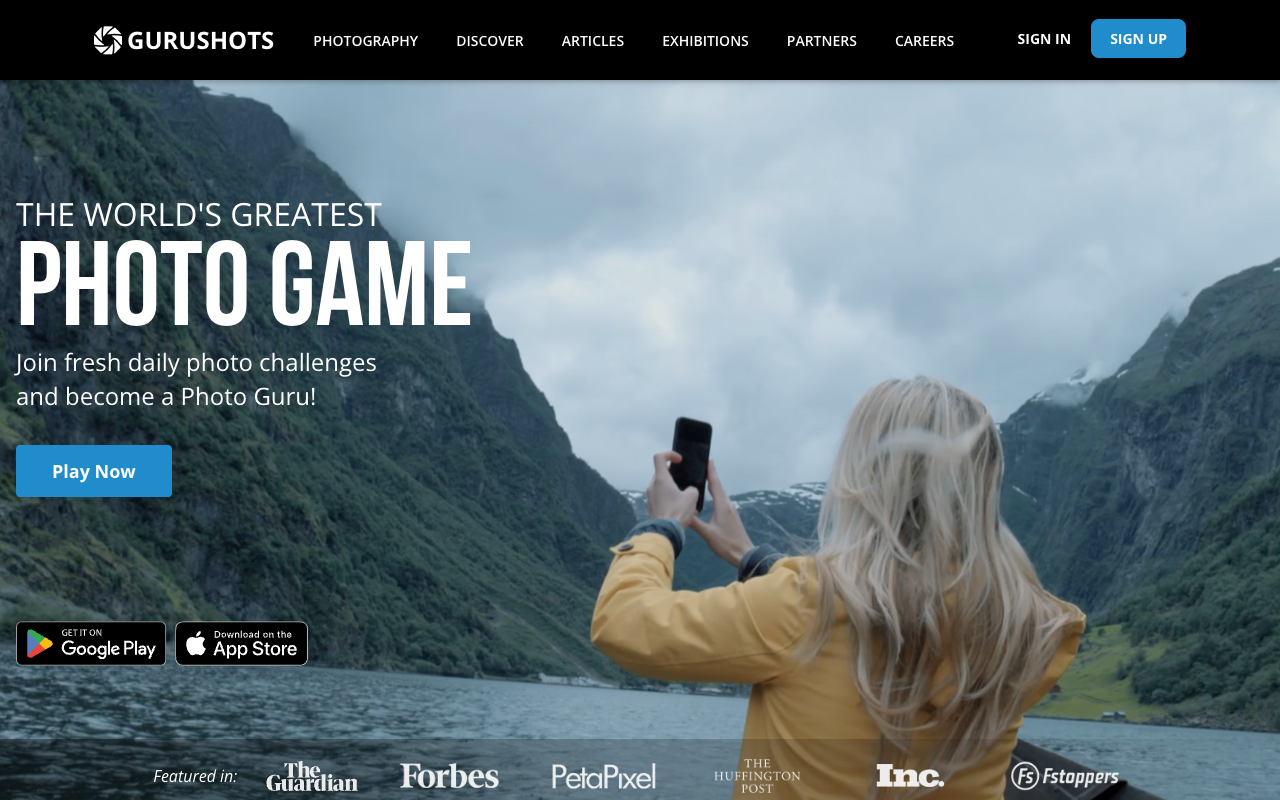 GURUSHOTS
PHOTOGRAPHY DISCOVER ARTICLES EXHIBITIONS PARTNERS CAREERS SIGN IN SIGN UP
THE WORLD'S GREATEST
PHOTO GAME
Join fresh daily photo challenges
and become a Photo Guru!
Play Now
GET IT ON
Google Play
Download on the
App Store
Featured in:
The
Guardian
Forbes
PetaPixel
THE
HUFFINGTON
POST
Inc.
Fs Fstoppers